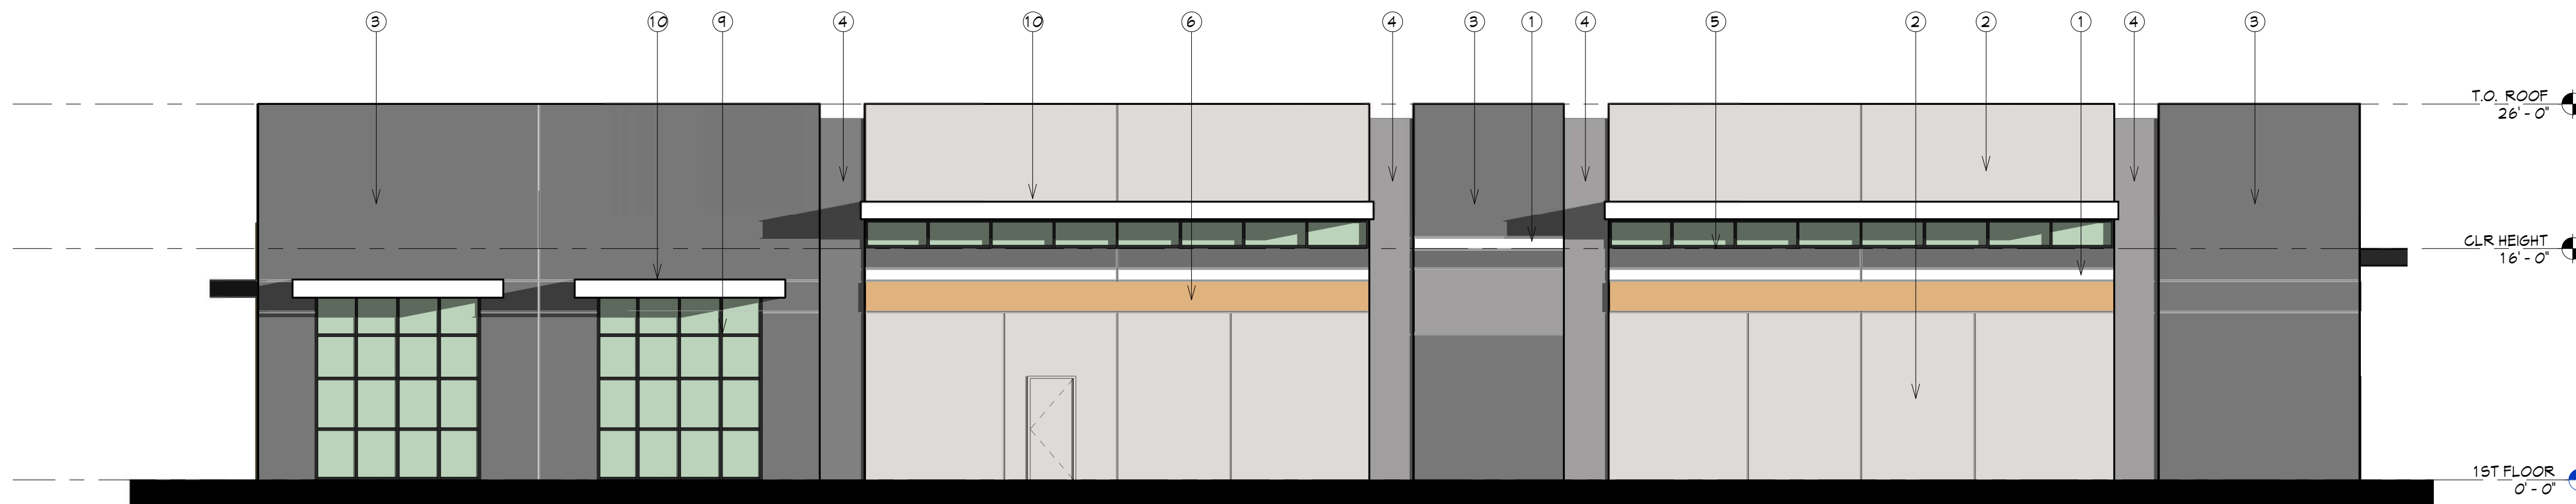 3 10 9 4 10 6 4 3 1 4 5 2 2 1 4 3
T.O. ROOF
26' - 0"
CLR HEIGHT
16' - 0"
1ST FLOOR
0' - 0"